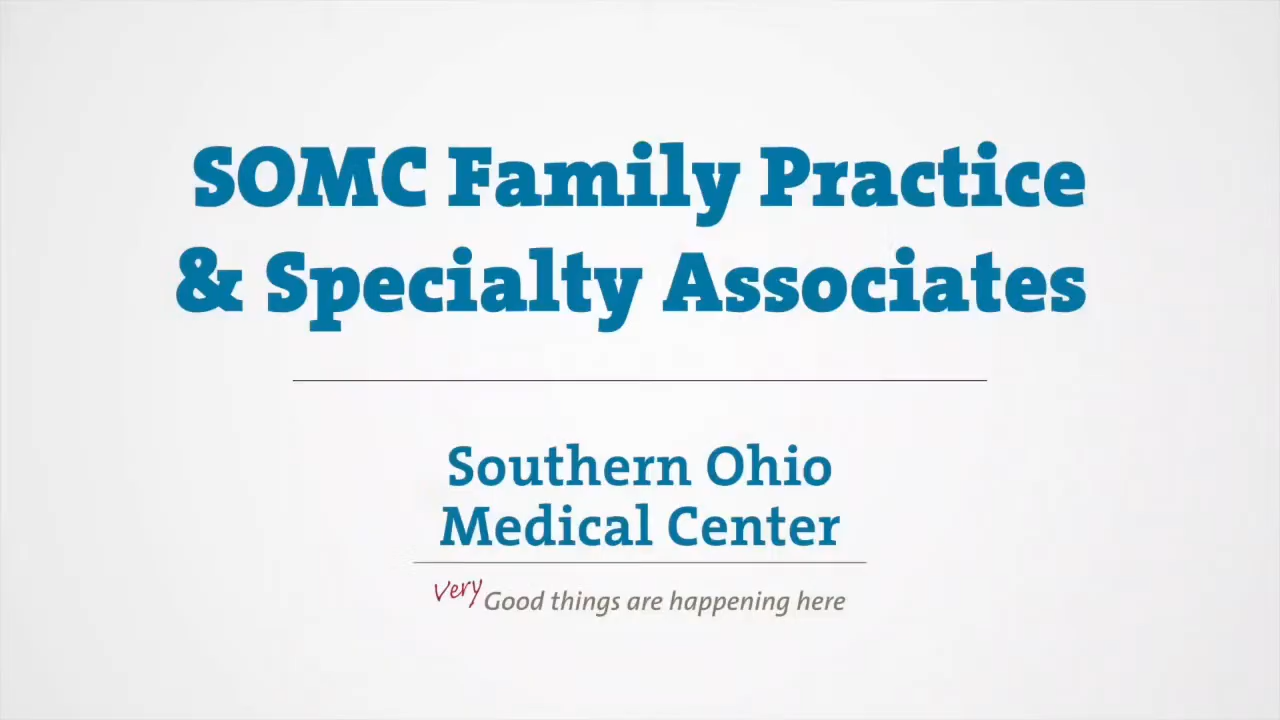 SOMC Family Practice
& Specialty Associates
Southern Ohio
Medical Center
Very Good things are happening here